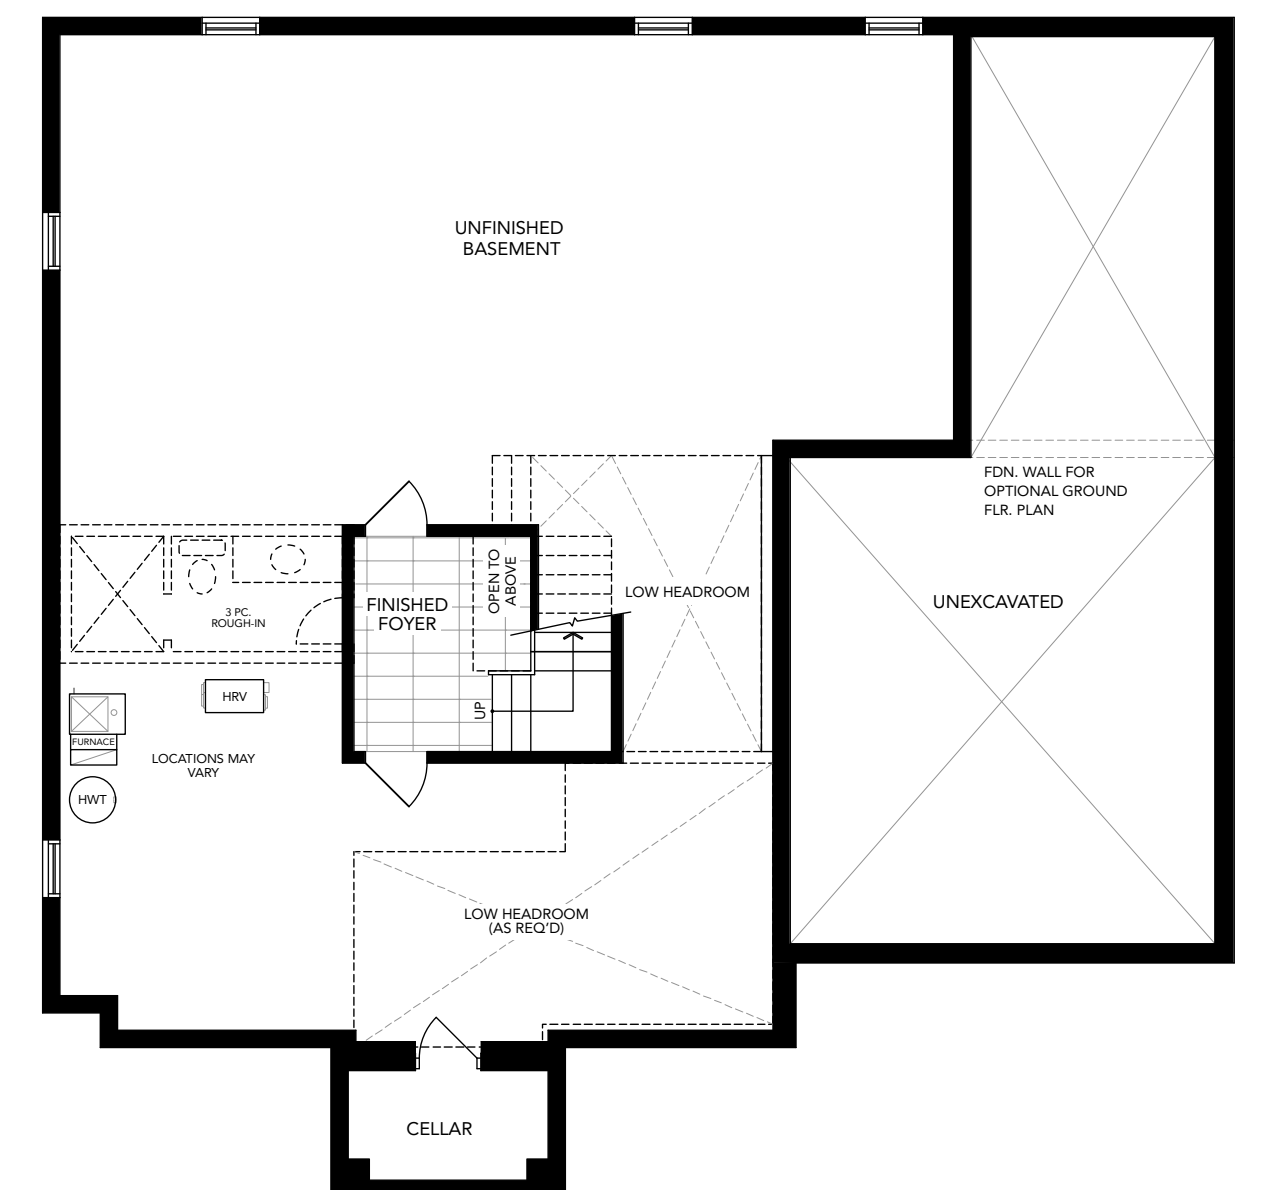 UNFINISHED
BASEMENT
FDN. WALL FOR
OPTIONAL GROUND
FLR. PLAN
OPEN TO
ABOVE
LOW HEADROOM
FINISHED
FOYER
UNEXCAVATED
3 PC.
ROUGH-IN
HRV
UP
FURNACE
LOCATIONS MAY
VARY
HWT
LOW HEADROOM
(AS REQ'D)
CELLAR